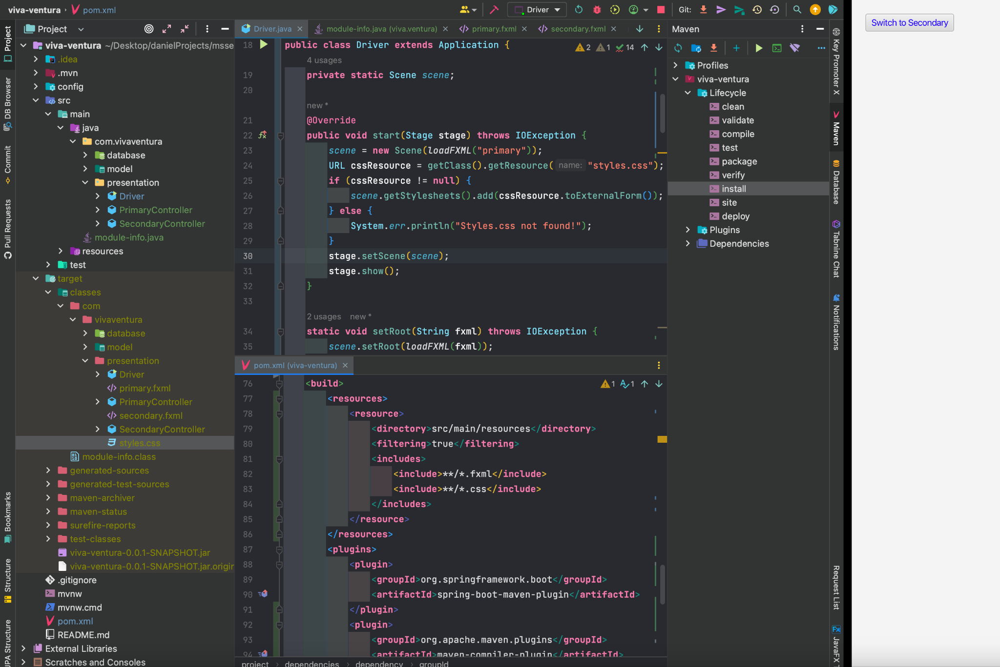 viva-ventura › pom.xml
Driver
Git:
Project
viva-ventura ~/Desktop/danielProjects/msse
.idea
.mvn
config
src
main
java
com.vivaventura
database
model
presentation
Driver
PrimaryController
SecondaryController
module-info.java
resources
test
target
classes
com
vivaventura
database
model
presentation
Driver
primary.fxml
PrimaryController
secondary.fxml
SecondaryController
styles.css
module-info.class
generated-sources
generated-test-sources
maven-archiver
maven-status
surefire-reports
test-classes
viva-ventura-0.0.1-SNAPSHOT.jar
viva-ventura-0.0.1-SNAPSHOT.jar.origin
.gitignore
mvnw
mvnw.cmd
pom.xml
README.md
External Libraries
Scratches and Consoles
Project
DB Browser
Commit
Pull Requests
Bookmarks
Structure
JPA Structure
Driver.java
module-info.java (viva.ventura)
primary.fxml
secondary.fxml
2 1 14
18 public class Driver extends Application {
4 usages
19 private static Scene scene;
20
new *
21 @Override
22 public void start(Stage stage) throws IOException {
23 scene = new Scene(loadFXML("primary"));
24 URL cssResource = getClass().getResource( name: "styles.css");
25 if (cssResource != null) {
26 scene.getStylesheets().add(cssResource.toExternalForm());
27 } else {
28 System.err.println("Styles.css not found!");
29 }
30 stage.setScene(scene);
31 stage.show();
32 }
33
2 usages new *
34 static void setRoot(String fxml) throws IOException {
35 scene.setRoot(loadFXML(fxml));
pom.xml (viva-ventura)
1 1
76 <build>
77 <resources>
78 <resource>
79 <directory>src/main/resources</directory>
80 <filtering>true</filtering>
81 <includes>
82 <include>**/*.fxml</include>
83 <include>**/*.css</include>
84 </includes>
85 </resource>
86 </resources>
87 <plugins>
88 <plugin>
89 <groupId>org.springframework.boot</groupId>
90 <artifactId>spring-boot-maven-plugin</artifactId>
91 </plugin>
92 <plugin>
93 <groupId>org.apache.maven.plugins</groupId>
94 <artifactId>maven-compiler-plugin</artifactId>
project › dependencies › dependency › groupId
Maven
Profiles
viva-ventura
Lifecycle
clean
validate
compile
test
package
verify
install
site
deploy
Plugins
Dependencies
Key Promoter X
Maven
Database
Tabnine Chat
Notifications
Request List
Fx
JavaFX
Switch to Secondary